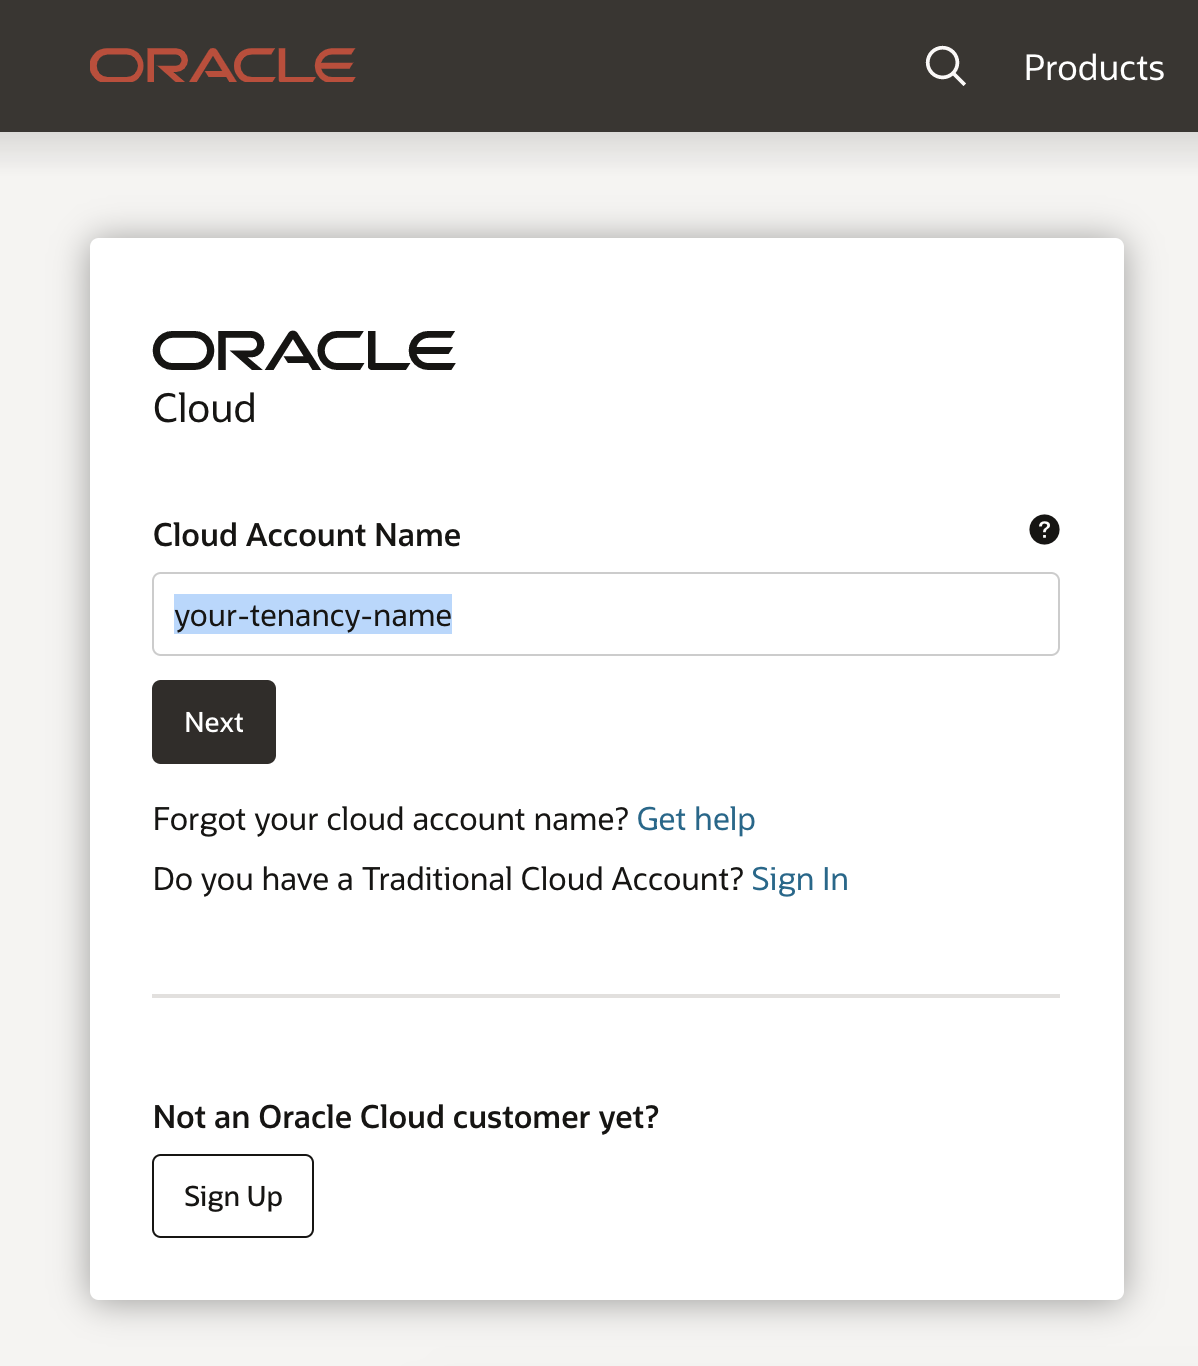 ORACLE
Products
ORACLE
Cloud
Cloud Account Name
?
your-tenancy-name
Next
Forgot your cloud account name? Get help
Do you have a Traditional Cloud Account? Sign In
Not an Oracle Cloud customer yet?
Sign Up